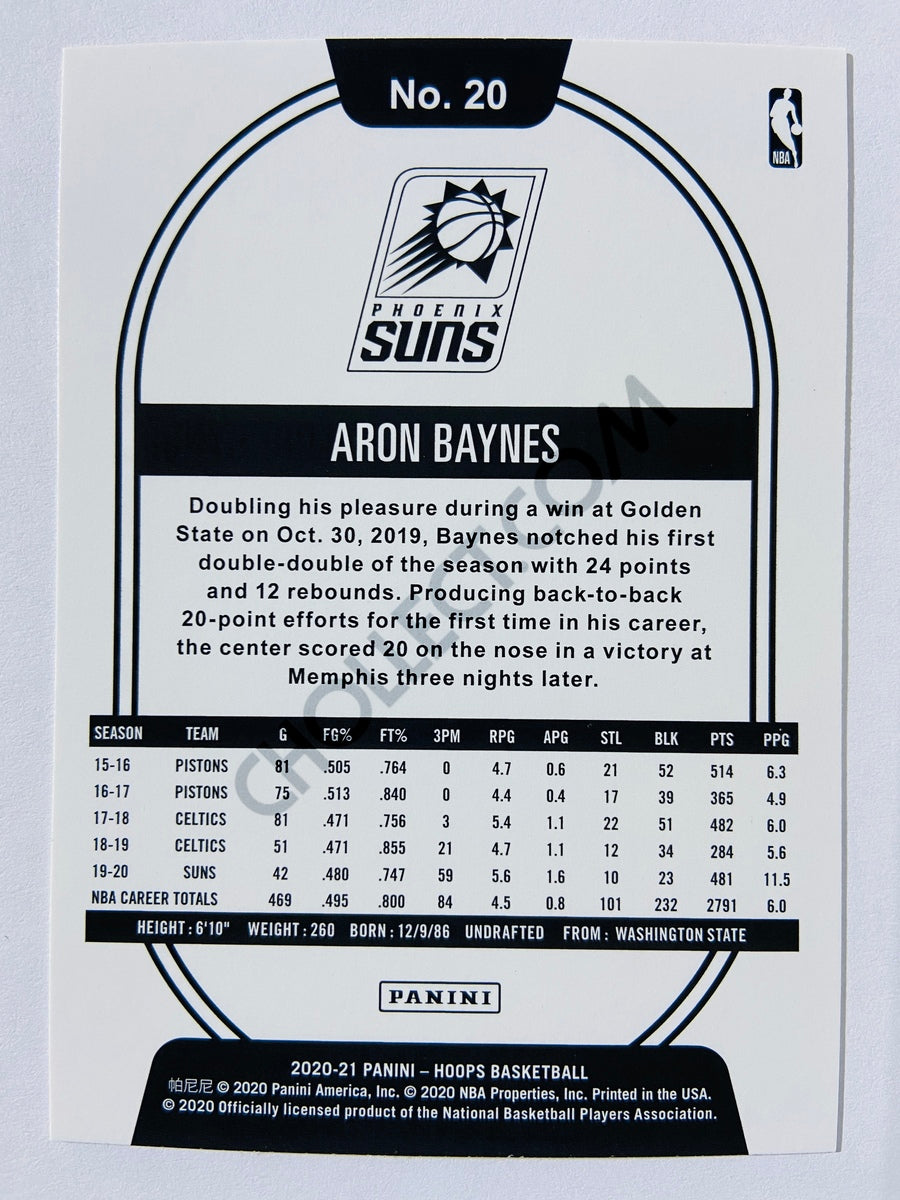 No. 20
NBA
PHOENIX
SUNS
ARON BAYNES
Doubling his pleasure during a win at Golden
State on Oct. 30, 2019, Baynes notched his first
double-double of the season with 24 points
and 12 rebounds. Producing back-to-back
20-point efforts for the first time in his career,
the center scored 20 on the nose in a victory at
Memphis three nights later.
CHOLLECT.COM
SEASON TEAM G FG% FT% 3PM RPG APG STL BLK PTS PPG
15-16 PISTONS 81 .505 .764 0 4.7 0.6 21 52 514 6.3
16-17 PISTONS 75 .513 .840 0 4.4 0.4 17 39 365 4.9
17-18 CELTICS 81 .471 .756 3 5.4 1.1 22 51 482 6.0
18-19 CELTICS 51 .471 .855 21 4.7 1.1 12 34 284 5.6
19-20 SUNS 42 .480 .747 59 5.6 1.6 10 23 481 11.5
NBA CAREER TOTALS 469 .495 .800 84 4.5 0.8 101 232 2791 6.0
HEIGHT: 6'10" WEIGHT: 260 BORN: 12/9/86 UNDRAFTED FROM: WASHINGTON STATE
PANINI
2020-21 PANINI – HOOPS BASKETBALL
帕尼尼 © 2020 Panini America, Inc. © 2020 NBA Properties, Inc. Printed in the USA.
© 2020 Officially licensed product of the National Basketball Players Association.